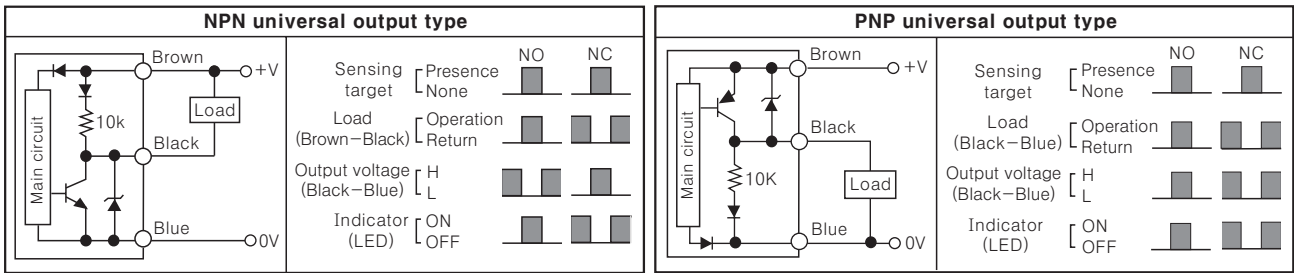 NPN universal output type
Brown
+V
Load
10k
Black
Main circuit
Blue
0V
NO NC
Sensing target Presence None
Load (Brown-Black) Operation Return
Output voltage (Black-Blue) H L
Indicator (LED) ON OFF
PNP universal output type
Brown
+V
Black
Main circuit
10K
Load
Blue
0V
NO NC
Sensing target Presence None
Load (Black-Blue) Operation Return
Output voltage (Black-Blue) H L
Indicator (LED) ON OFF